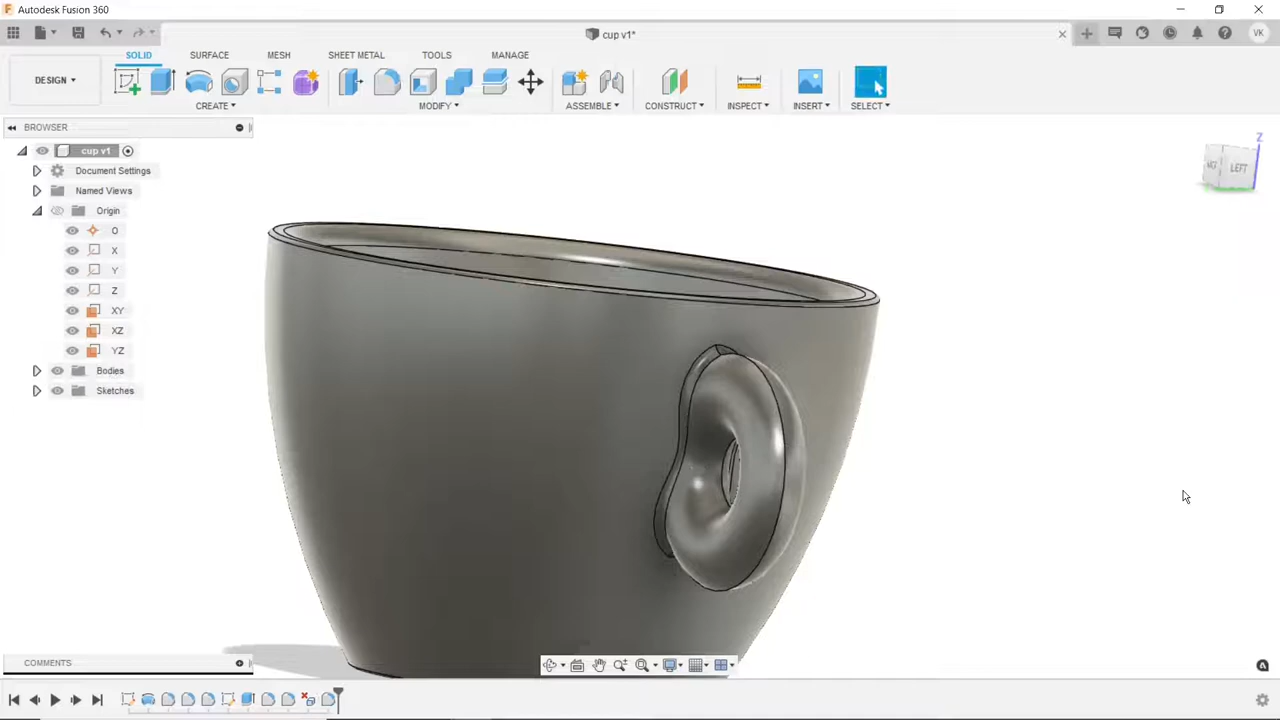 Autodesk Fusion 360
cup v1*
VK
SOLID SURFACE MESH SHEET METAL TOOLS MANAGE
DESIGN
CREATE MODIFY ASSEMBLE CONSTRUCT INSPECT INSERT SELECT
BROWSER
cup v1
Document Settings
Named Views
Origin
O
X
Y
Z
XY
XZ
YZ
Bodies
Sketches
Z
LEFT
COMMENTS